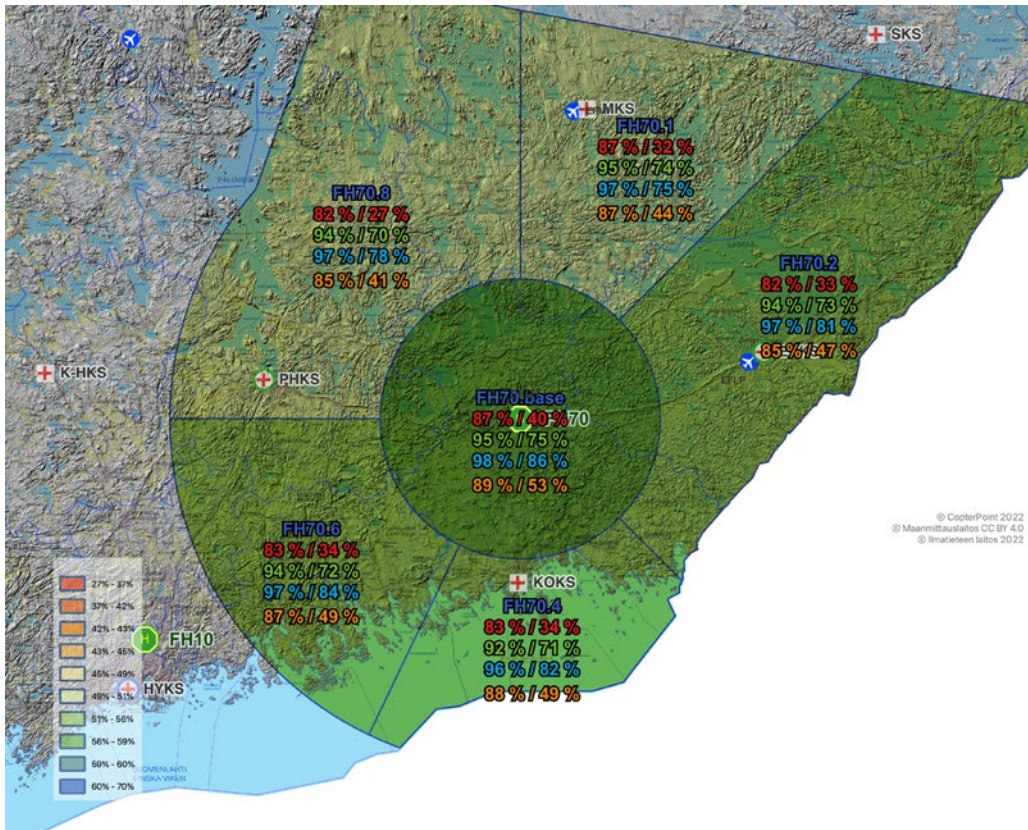 SKS
MKS
FH70.1
87 % / 32 %
95 % / 74 %
97 % / 75 %
87 % / 44 %
FH70.8
82 % / 27 %
94 % / 70 %
97 % / 78 %
85 % / 41 %
FH70.2
82 % / 33 %
94 % / 73 %
97 % / 81 %
85 % / 47 %
K-HKS
PHKS
FH70.base
87 % / 40 %
95 % / 75 %
98 % / 86 %
89 % / 53 %
FH70.6
83 % / 34 %
94 % / 72 %
97 % / 84 %
87 % / 49 %
KOKS
FH70.4
83 % / 34 %
92 % / 71 %
96 % / 82 %
88 % / 49 %
© CopterPoint 2022
© Maanmittauslaitos CC BY 4.0
© Ilmatieteen laitos 2022
27% - 37%
37% - 42%
42% - 43%
43% - 45%
45% - 49%
49% - 51%
51% - 56%
56% - 59%
59% - 60%
60% - 70%
H
FH10
HYKS
SUOMENLAHTI